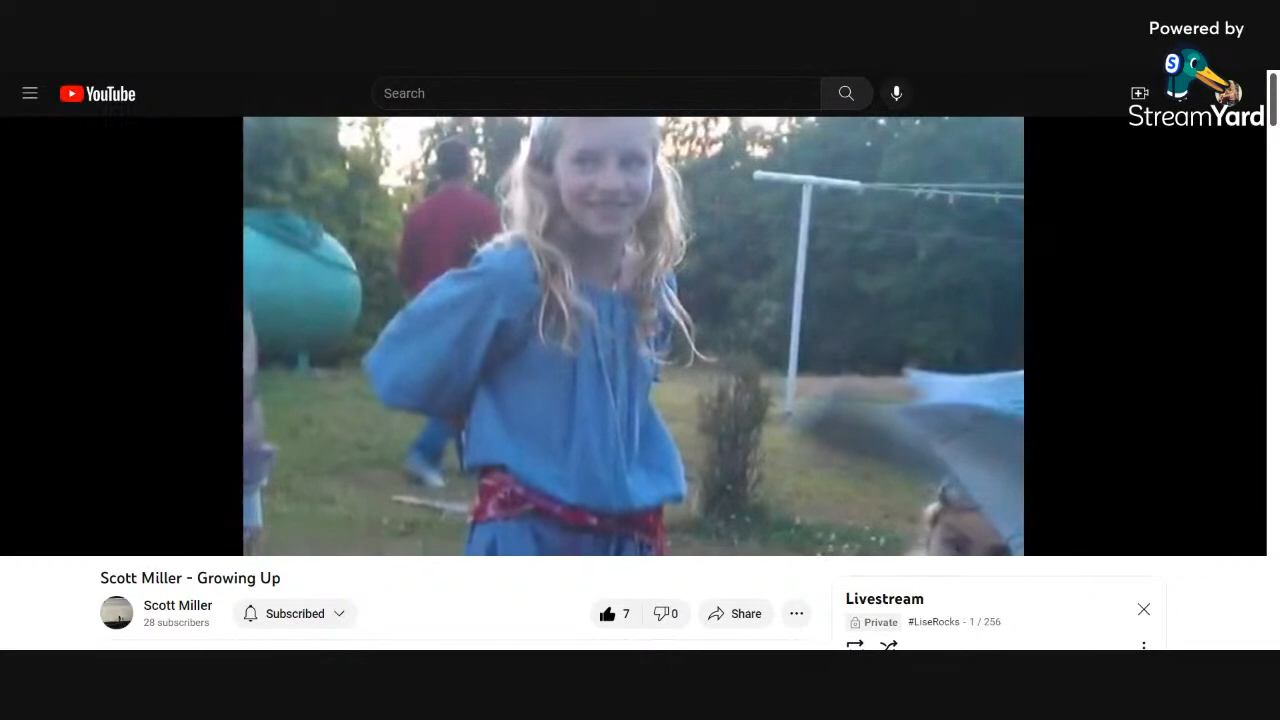 Powered by
StreamYard
YouTube
Search
Scott Miller - Growing Up
Scott Miller
28 subscribers
Subscribed
7
0
Share
Livestream
Private
#LiseRocks - 1 / 256